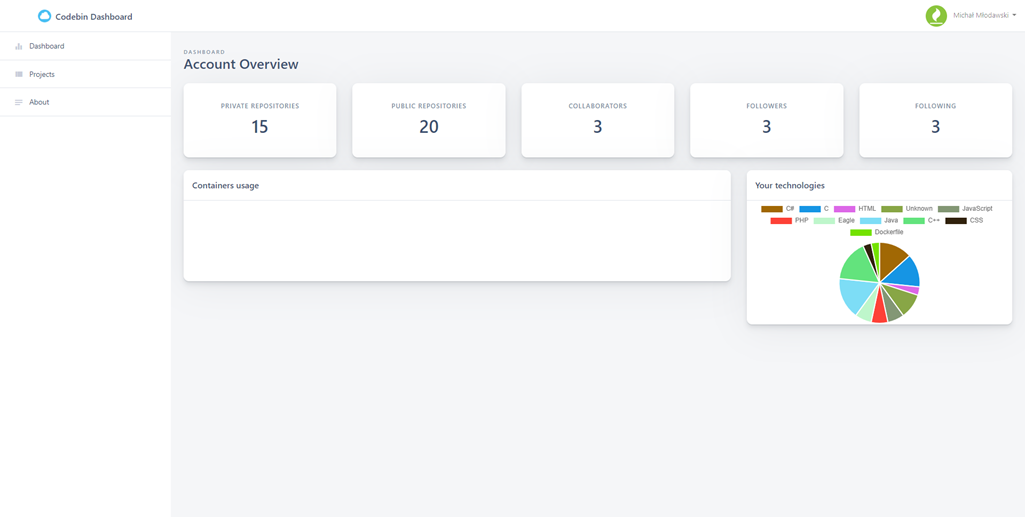 Codebin Dashboard
Michał Młodawski
Dashboard
Projects
About
DASHBOARD
Account Overview
PRIVATE REPOSITORIES
15
PUBLIC REPOSITORIES
20
COLLABORATORS
3
FOLLOWERS
3
FOLLOWING
3
Containers usage
Your technologies
C# C HTML Unknown JavaScript
PHP Eagle Java C++ CSS
Dockerfile